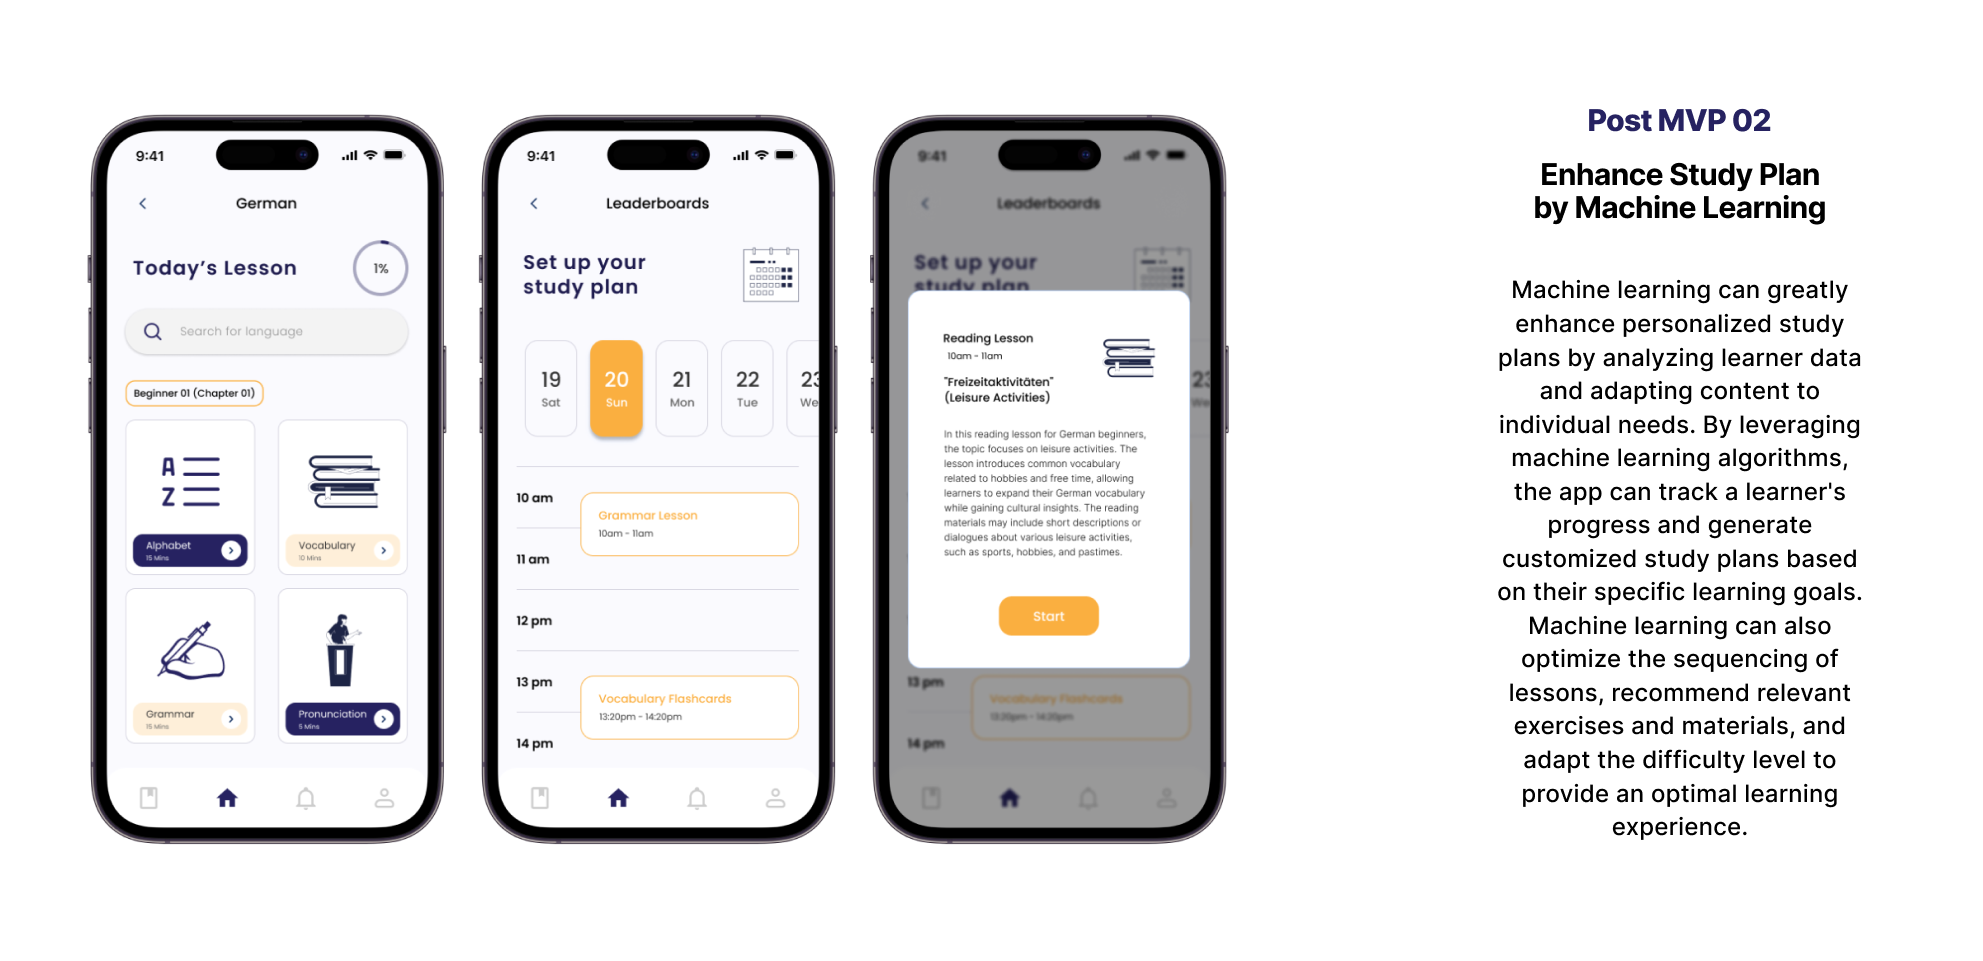 9:41
German
Today's Lesson
1%
Search for language
Beginner 01 (Chapter 01)
A
Z
Alphabet
15 Mins
Vocabulary
10 Mins
Grammar
15 Mins
Pronunciation
5 Mins
9:41
Leaderboards
Set up your
study plan
19
Sat
20
Sun
21
Mon
22
Tue
23
We
10 am
Grammar Lesson
10am - 11am
11 am
12 pm
13 pm
Vocabulary Flashcards
13:20pm - 14:20pm
14 pm
9:41
Leaderboards
Set up your
study plan
23
We
Reading Lesson
10am - 11am
"Freizeitaktivitäten"
(Leisure Activities)
In this reading lesson for German beginners,
the topic focuses on leisure activities. The
lesson introduces common vocabulary
related to hobbies and free time, allowing
learners to expand their German vocabulary
while gaining cultural insights. The reading
materials may include short descriptions or
dialogues about various leisure activities,
such as sports, hobbies, and pastimes.
Start
13 pm
Vocabulary Flashcards
13:20pm - 14:20pm
14 pm
Post MVP 02
Enhance Study Plan
by Machine Learning
Machine learning can greatly
enhance personalized study
plans by analyzing learner data
and adapting content to
individual needs. By leveraging
machine learning algorithms,
the app can track a learner's
progress and generate
customized study plans based
on their specific learning goals.
Machine learning can also
optimize the sequencing of
lessons, recommend relevant
exercises and materials, and
adapt the difficulty level to
provide an optimal learning
experience.